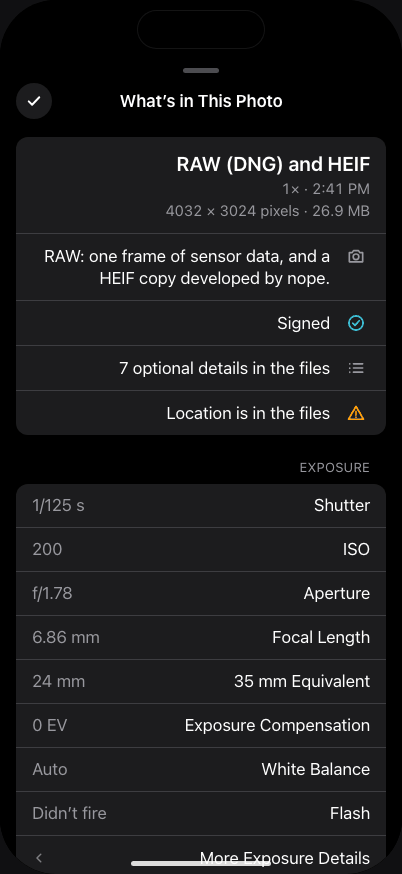 What's in This Photo
RAW (DNG) and HEIF
1× · 2:41 PM
4032 × 3024 pixels · 26.9 MB
RAW: one frame of sensor data, and a
HEIF copy developed by nope.
Signed
7 optional details in the files
Location is in the files
EXPOSURE
Shutter 1/125 s
ISO 200
Aperture f/1.78
Focal Length 6.86 mm
35 mm Equivalent 24 mm
Exposure Compensation 0 EV
White Balance Auto
Flash Didn't fire
More Exposure Details